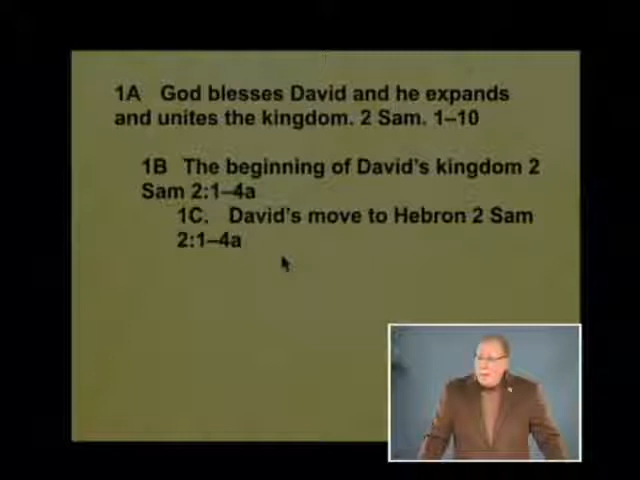 1A God blesses David and he expands
and unites the kingdom. 2 Sam. 1–10
1B The beginning of David's kingdom 2
Sam 2:1–4a
1C. David's move to Hebron 2 Sam
2:1–4a